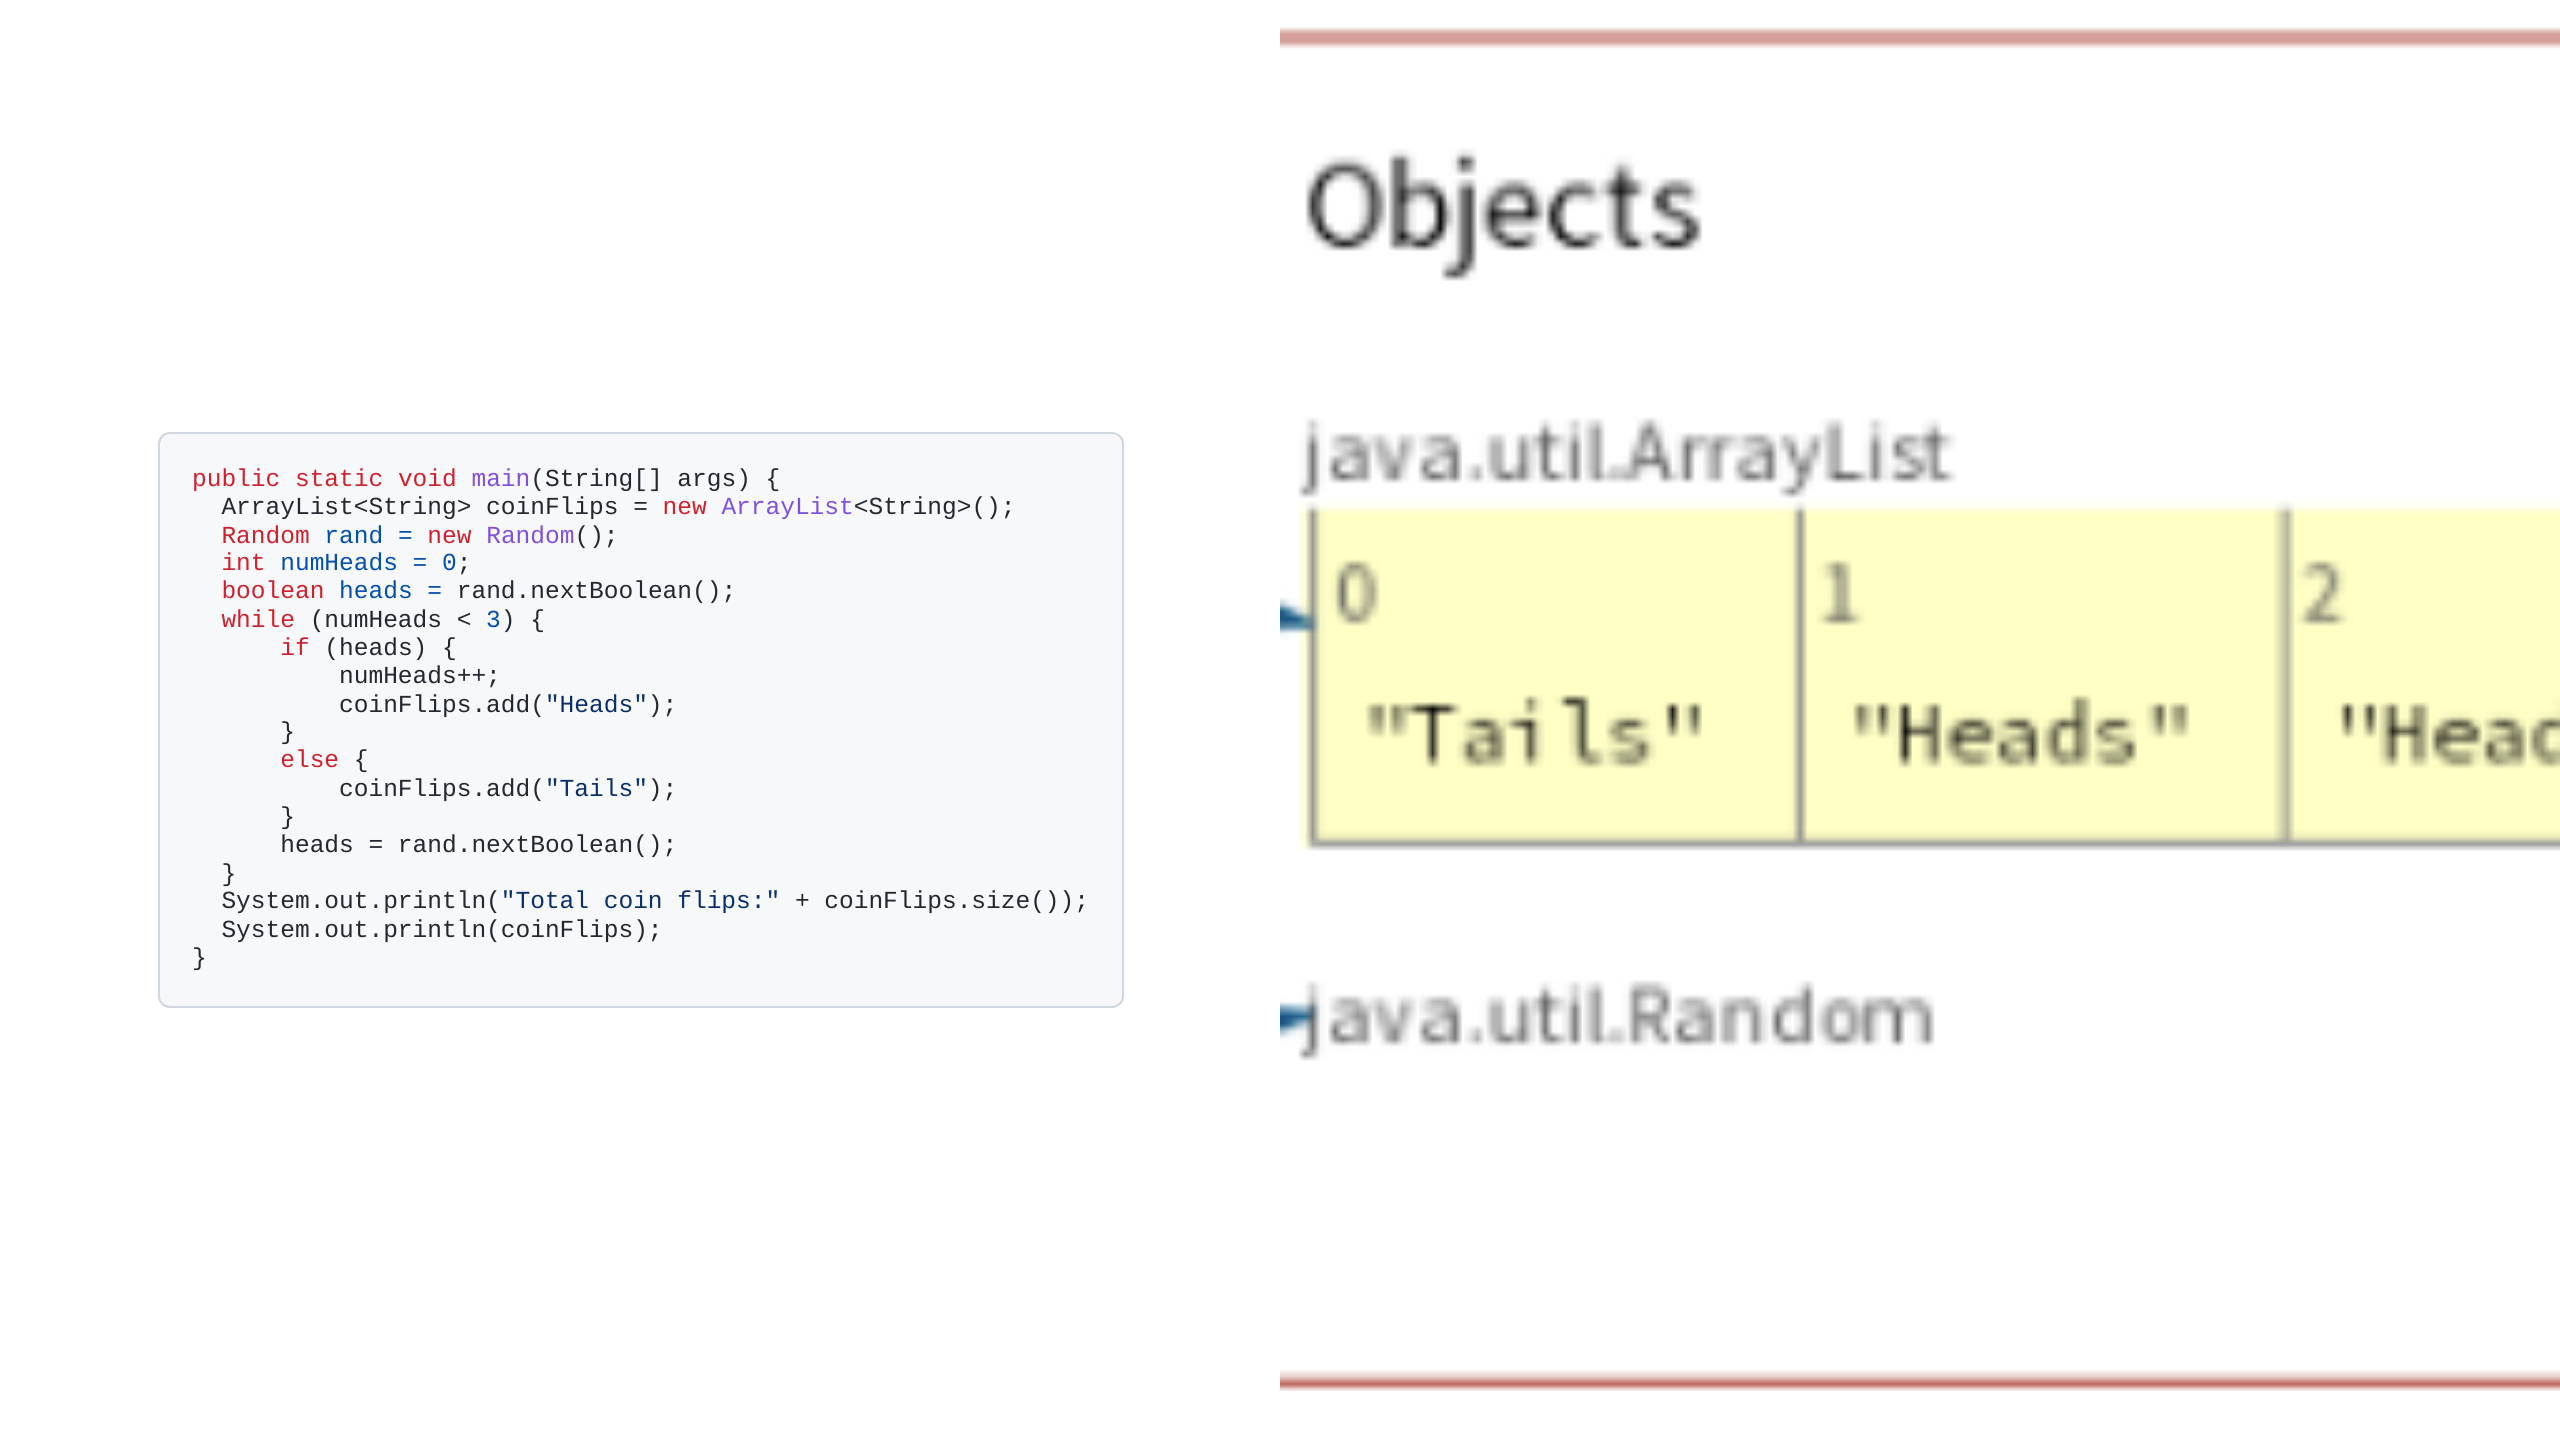 public static void main(String[] args) {
  ArrayList<String> coinFlips = new ArrayList<String>();
  Random rand = new Random();
  int numHeads = 0;
  boolean heads = rand.nextBoolean();
  while (numHeads < 3) {
      if (heads) {
          numHeads++;
          coinFlips.add("Heads");
      }
      else {
          coinFlips.add("Tails");
      }
      heads = rand.nextBoolean();
  }
  System.out.println("Total coin flips:" + coinFlips.size());
  System.out.println(coinFlips);
}
Objects
java.util.ArrayList
0 1 2
"Tails" "Heads" "Head
java.util.Random